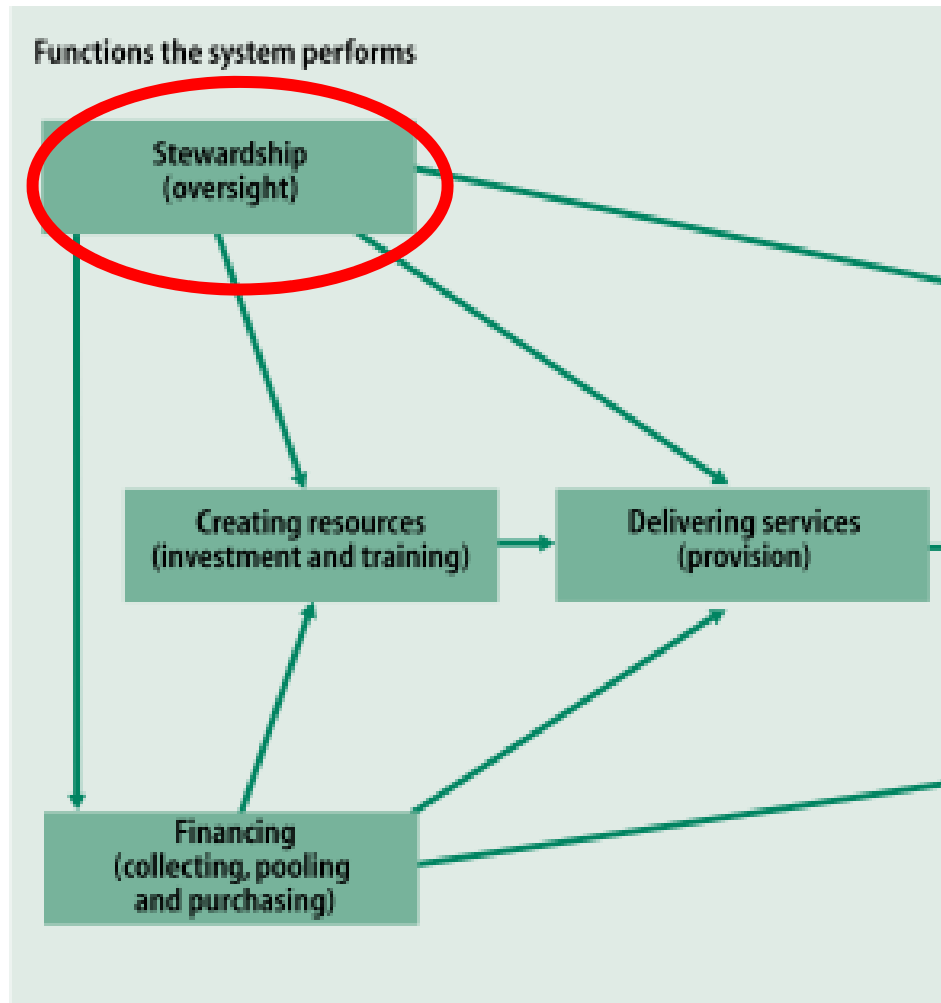 Functions the system performs
Stewardship
(oversight)
Creating resources
(investment and training)
Delivering services
(provision)
Financing
(collecting, pooling
and purchasing)